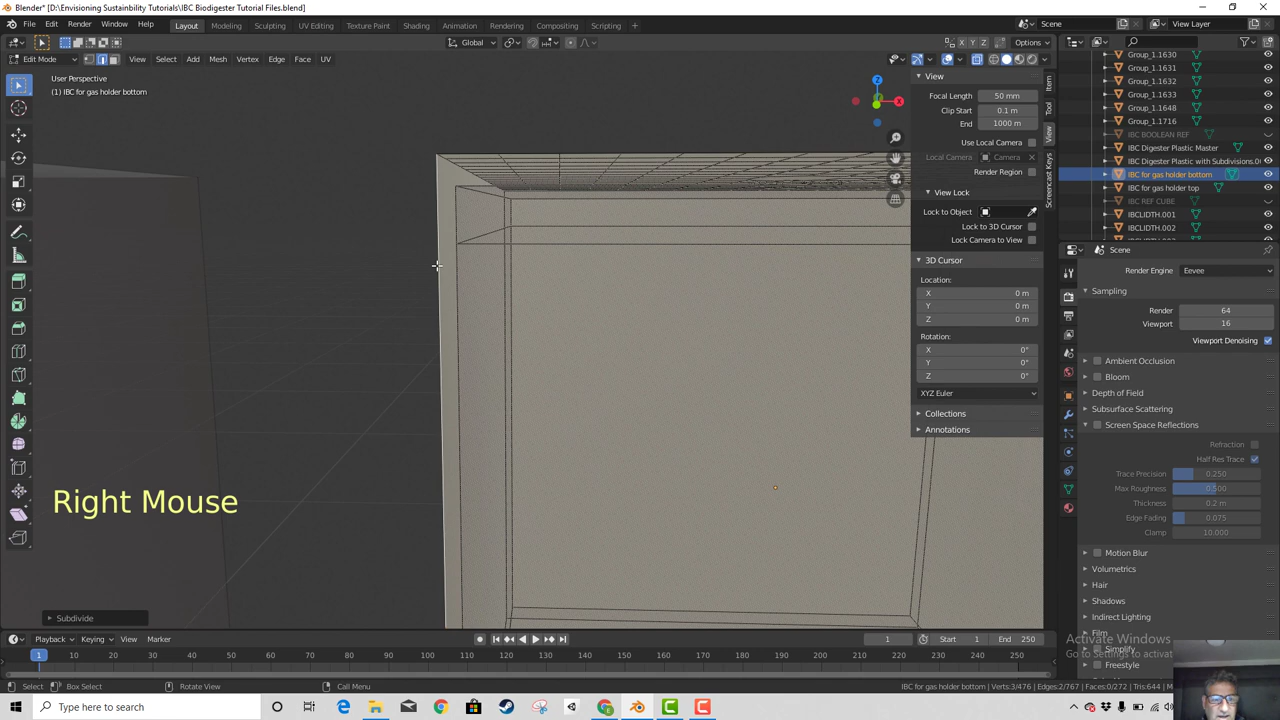 Blender* [D:\Envisioning Sustainbility Tutorials\IBC Biodigester Tutorial Files.blend]
File Edit Render Window Help Layout Modeling Sculpting UV Editing Texture Paint Shading Animation Rendering Compositing Scripting Scene View Layer
Global Options
Edit Mode View Select Add Mesh Vertex Edge Face UV
User Perspective
(1) IBC for gas holder bottom
Z
X
View
Focal Length 50 mm
Clip Start 0.1 m
End 1000 m
Use Local Camera
Local Camera Camera
Render Region
View Lock
Lock to Object
Lock to 3D Cursor
Lock Camera to View
3D Cursor
Location:
X 0 m
Y 0 m
Z 0 m
Rotation:
X 0°
Y 0°
Z 0°
XYZ Euler
Collections
Annotations
Item
Tool
View
Screencast Keys
Group_1.1630
Group_1.1631
Group_1.1632
Group_1.1633
Group_1.1648
Group_1.1716
IBC BOOLEAN REF
IBC Digester Plastic Master
IBC Digester Plastic with Subdivisions.0
IBC for gas holder bottom
IBC for gas holder top
IBC REF CUBE
IBCLIDTH.001
IBCLIDTH.002
Scene
Render Engine Eevee
Sampling
Render 64
Viewport 16
Viewport Denoising
Ambient Occlusion
Bloom
Depth of Field
Subsurface Scattering
Screen Space Reflections
Refraction
Half Res Trace
Trace Precision 0.250
Max Roughness 0.500
Thickness 0.2 m
Edge Fading 0.075
Clamp 10.000
Motion Blur
Volumetrics
Hair
Shadows
Indirect Lighting
Film
Simplify
Freestyle
Activate Windows
Go to Settings to activate
Right Mouse
Subdivide
Playback Keying View Marker 1 Start 1 End 250
1 10 20 30 40 50 60 70 80 90 100 110 120 130 140 150 160 170 180 190 200 210 220 230 240 250
Select Box Select Rotate View Call Menu IBC for gas holder bottom | Verts:3/476 | Edges:2/767 | Faces:0/272 | Tris:644
Type here to search